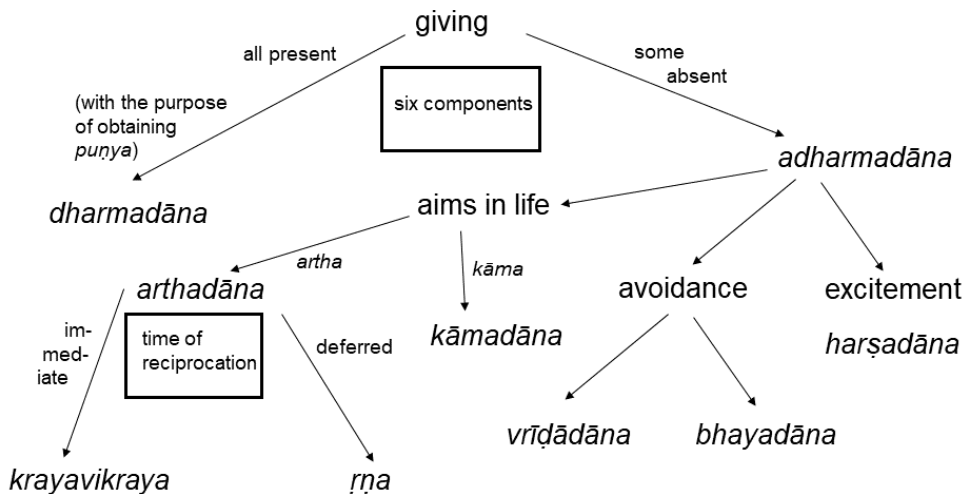 giving
all present
some
absent
six components
(with the purpose
of obtaining
puṇya)
adharmadāna
dharmadāna
aims in life
artha
kāma
arthadāna
avoidance
excitement
im-
med-
iate
time of
reciprocation
deferred
kāmadāna
harṣadāna
vrīḍādāna
bhayadāna
krayavikraya
ṛṇa